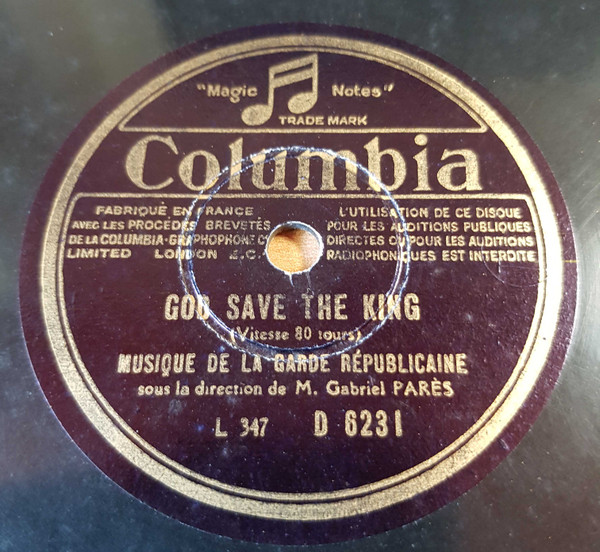 "Magic Notes"
TRADE MARK
Columbia
FABRIQUÉ EN FRANCE
AVEC LES PROCÉDÉS BREVETÉS
DE LA COLUMBIA-GRAPHOPHONE Co
LIMITED LONDON E.C.
L'UTILISATION DE CE DISQUE
POUR LES AUDITIONS PUBLIQUES
DIRECTES OU POUR LES AUDITIONS
RADIOPHONIQUES EST INTERDITE
GOD SAVE THE KING
(Vitesse 80 tours)
MUSIQUE DE LA GARDE RÉPUBLICAINE
sous la direction de M. Gabriel PARÈS
L 347 D 6231